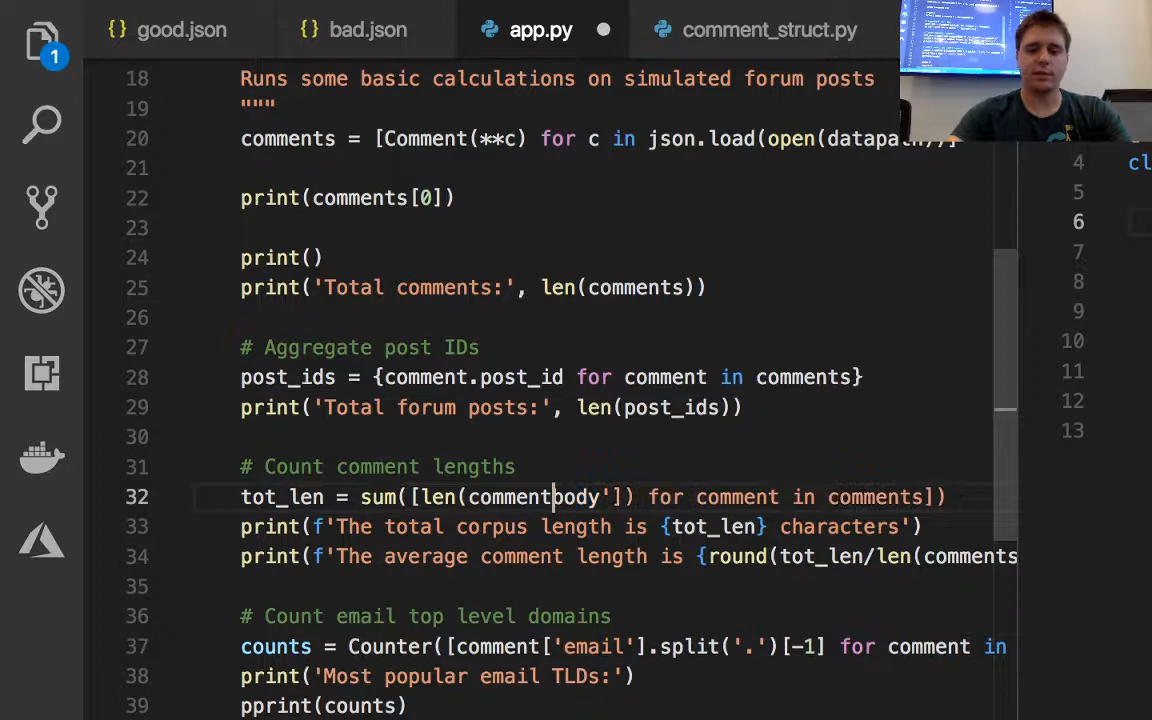 good.json bad.json app.py comment_struct.py
1
18 Runs some basic calculations on simulated forum posts
19 """
20 comments = [Comment(**c) for c in json.load(open(datapath))]
21
22 print(comments[0])
23
24 print()
25 print('Total comments:', len(comments))
26
27 # Aggregate post IDs
28 post_ids = {comment.post_id for comment in comments}
29 print('Total forum posts:', len(post_ids))
30
31 # Count comment lengths
32 tot_len = sum([len(commentbody']) for comment in comments])
33 print(f'The total corpus length is {tot_len} characters')
34 print(f'The average comment length is {round(tot_len/len(comments
35
36 # Count email top level domains
37 counts = Counter([comment['email'].split('.')[-1] for comment in
38 print('Most popular email TLDs:')
39 pprint(counts)
4 cl
5
6
7
8
9
10
11
12
13